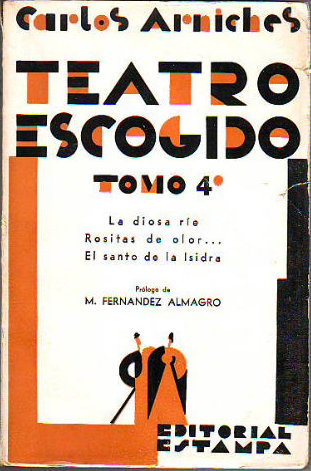 Carlos Arniches
TEATRO
ESCOGIDO
TOMO 4º
La diosa ríe
Rositas de olor...
El santo de la Isidra
Prólogo de
M. FERNANDEZ ALMAGRO
EDITORIAL
ESTAMPA